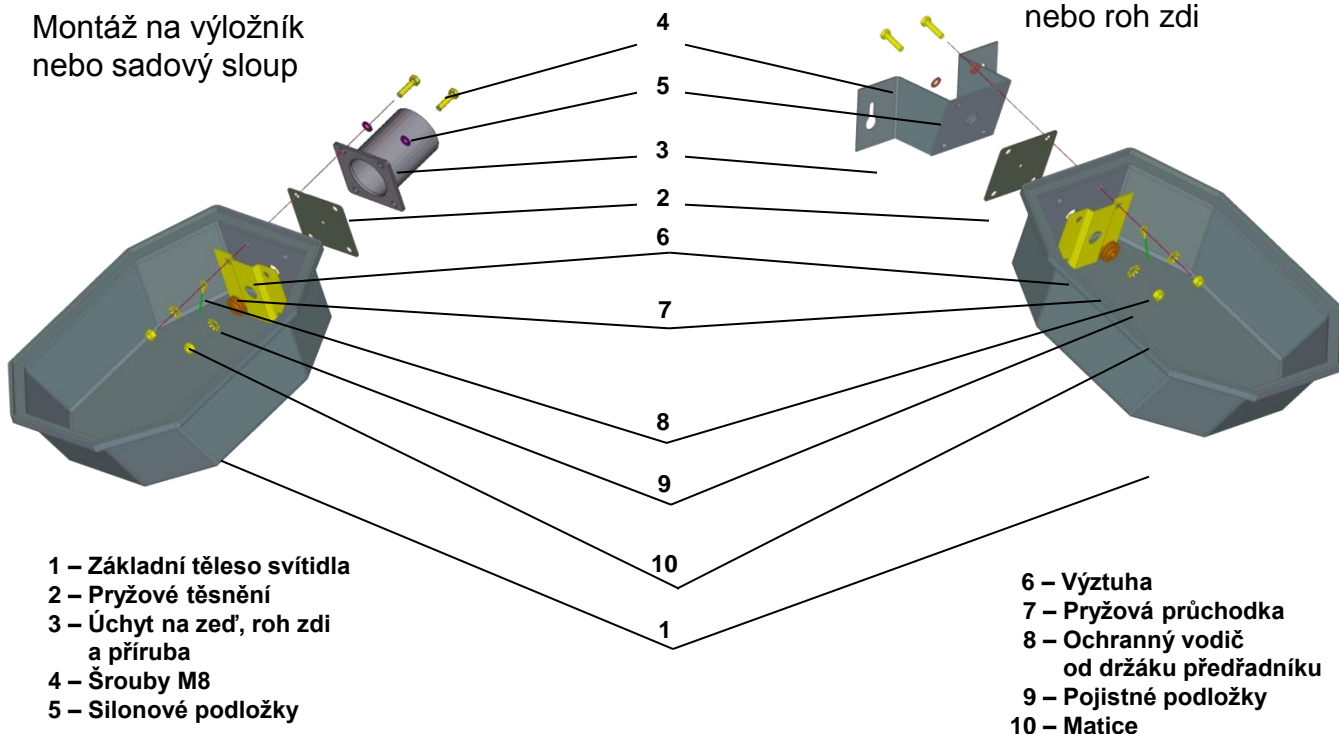 Montáž na výložník
nebo sadový sloup
nebo roh zdi
4
5
3
2
6
7
8
9
10
1
1 – Základní těleso svítidla
2 – Pryžové těsnění
3 – Úchyt na zeď, roh zdi
a příruba
4 – Šrouby M8
5 – Silonové podložky
6 – Výztuha
7 – Pryžová průchodka
8 – Ochranný vodič
od držáku předřadníku
9 – Pojistné podložky
10 – Matice